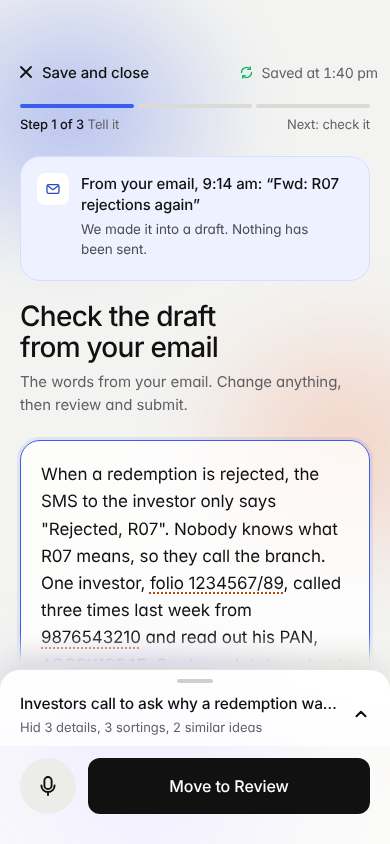 Save and close
Saved at 1:40 pm
Step 1 of 3 Tell it
Next: check it
From your email, 9:14 am: “Fwd: R07
rejections again”
We made it into a draft. Nothing has
been sent.
Check the draft
from your email
The words from your email. Change anything,
then review and submit.
When a redemption is rejected, the
SMS to the investor only says
"Rejected, R07". Nobody knows what
R07 means, so they call the branch.
One investor, folio 1234567/89, called
three times last week from
9876543210 and read out his PAN,
Investors call to ask why a redemption wa...
Hid 3 details, 3 sortings, 2 similar ideas
Move to Review